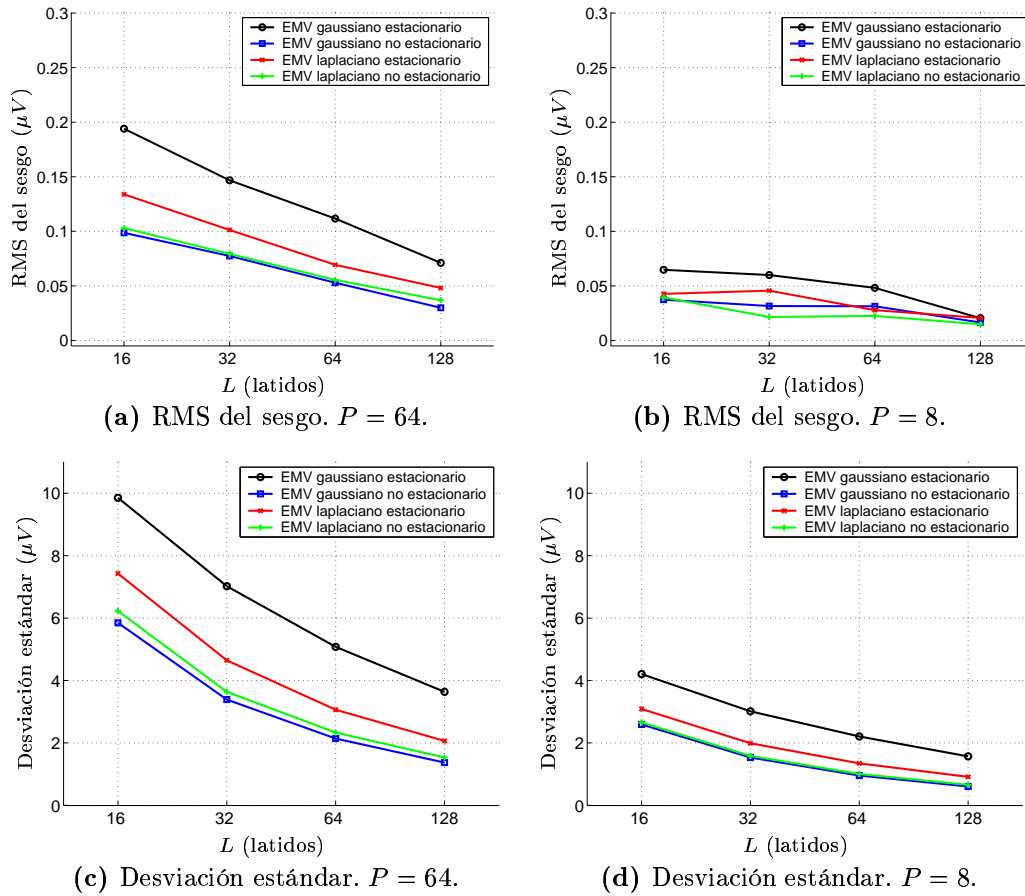 0.3
0.25
0.2
0.15
0.1
0.05
0
RMS del sesgo (μV)
EMV gaussiano estacionario
EMV gaussiano no estacionario
EMV laplaciano estacionario
EMV laplaciano no estacionario
16 32 64 128
L (latidos)
(a) RMS del sesgo. P = 64.
0.3
0.25
0.2
0.15
0.1
0.05
0
RMS del sesgo (μV)
EMV gaussiano estacionario
EMV gaussiano no estacionario
EMV laplaciano estacionario
EMV laplaciano no estacionario
16 32 64 128
L (latidos)
(b) RMS del sesgo. P = 8.
10
8
6
4
2
0
Desviación estándar (μV)
EMV gaussiano estacionario
EMV gaussiano no estacionario
EMV laplaciano estacionario
EMV laplaciano no estacionario
16 32 64 128
L (latidos)
(c) Desviación estándar. P = 64.
10
8
6
4
2
0
Desviación estándar (μV)
EMV gaussiano estacionario
EMV gaussiano no estacionario
EMV laplaciano estacionario
EMV laplaciano no estacionario
16 32 64 128
L (latidos)
(d) Desviación estándar. P = 8.